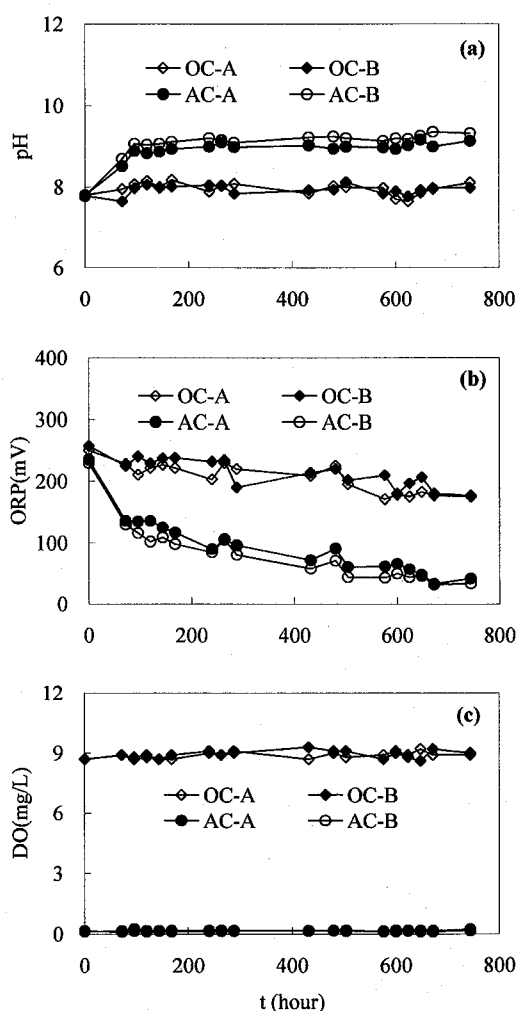 12
(a)
OC-A OC-B
AC-A AC-B
10
pH
8
6
0 200 400 600 800
400
(b)
OC-A OC-B
AC-A AC-B
300
ORP(mV)
200
100
0
0 200 400 600 800
12
(c)
9
OC-A OC-B
AC-A AC-B
DO(mg/L)
6
3
0
0 200 400 600 800
t (hour)